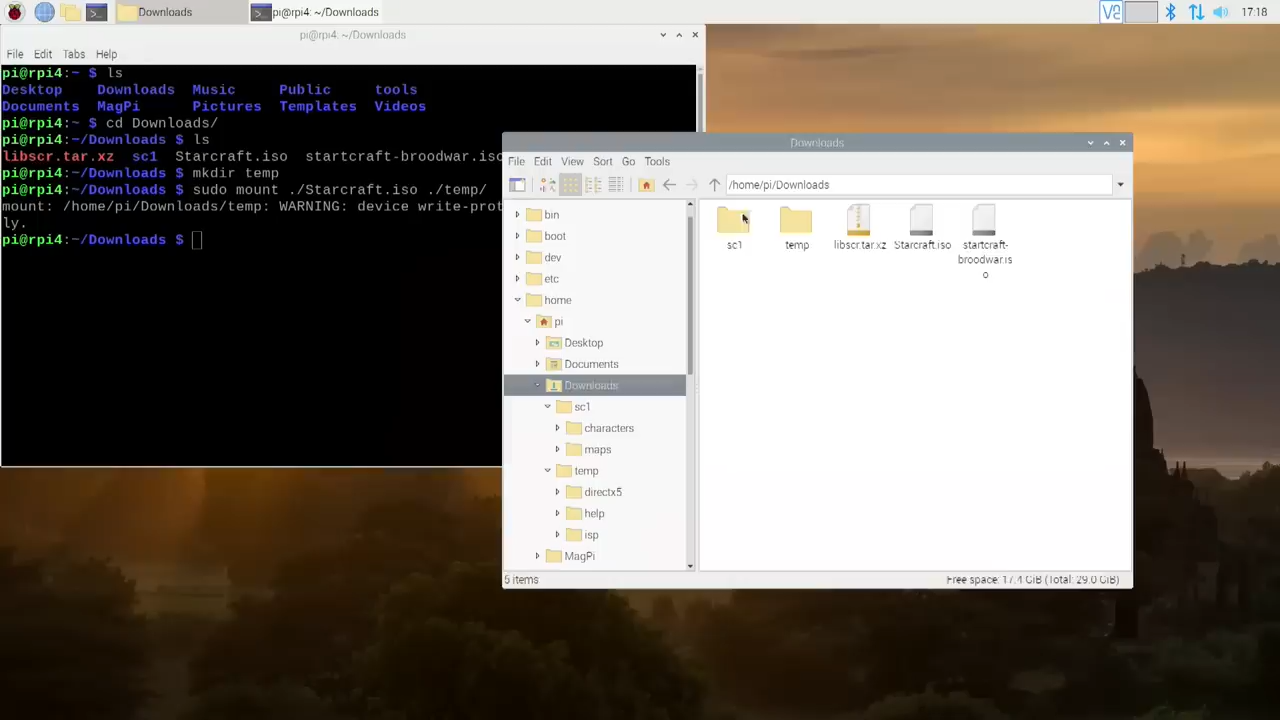 Downloads
pi@rpi4: ~/Downloads
17:18
pi@rpi4: ~/Downloads
File Edit Tabs Help
pi@rpi4:~ $ ls
Desktop Downloads Music Public tools
Documents MagPi Pictures Templates Videos
pi@rpi4:~ $ cd Downloads/
pi@rpi4:~/Downloads $ ls
libscr.tar.xz sc1 Starcraft.iso startcraft-broodwar.iso
pi@rpi4:~/Downloads $ mkdir temp
pi@rpi4:~/Downloads $ sudo mount ./Starcraft.iso ./temp/
mount: /home/pi/Downloads/temp: WARNING: device write-prot
ly.
pi@rpi4:~/Downloads $
Downloads
File Edit View Sort Go Tools
/home/pi/Downloads
bin
boot
dev
etc
home
pi
Desktop
Documents
Downloads
sc1
characters
maps
temp
directx5
help
isp
MagPi
sc1 temp libscr.tar.xz Starcraft.iso startcraft-
broodwar.is
o
5 items
Free space: 17.4 GiB (Total: 29.0 GiB)